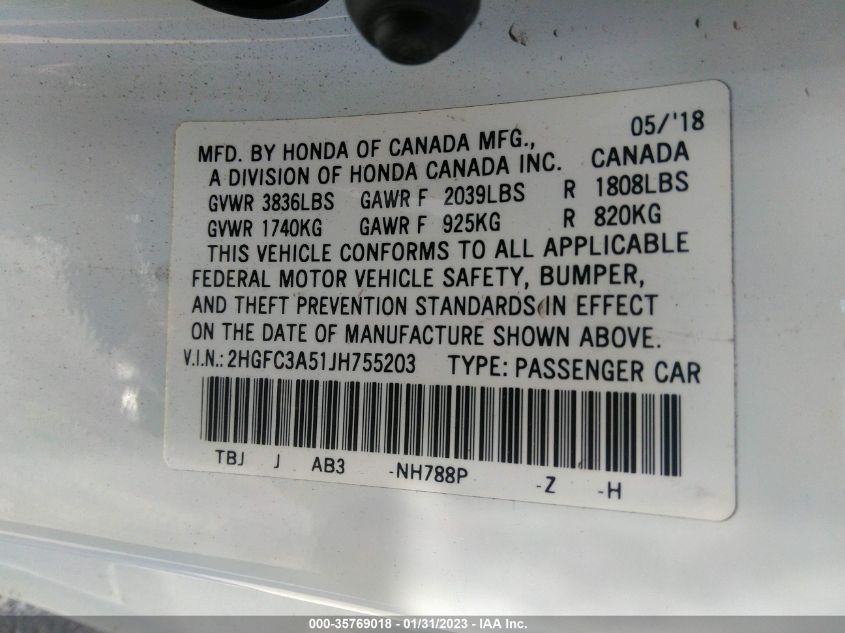 05/'18
MFD. BY HONDA OF CANADA MFG.,
A DIVISION OF HONDA CANADA INC. CANADA
GVWR 3836LBS GAWR F 2039LBS R 1808LBS
GVWR 1740KG GAWR F 925KG R 820KG
THIS VEHICLE CONFORMS TO ALL APPLICABLE
FEDERAL MOTOR VEHICLE SAFETY, BUMPER,
AND THEFT PREVENTION STANDARDS IN EFFECT
ON THE DATE OF MANUFACTURE SHOWN ABOVE.
V.I.N.: 2HGFC3A51JH755203 TYPE: PASSENGER CAR
TBJ J AB3 -NH788P -Z -H
000-35769018 - 01/31/2023 - IAA Inc.